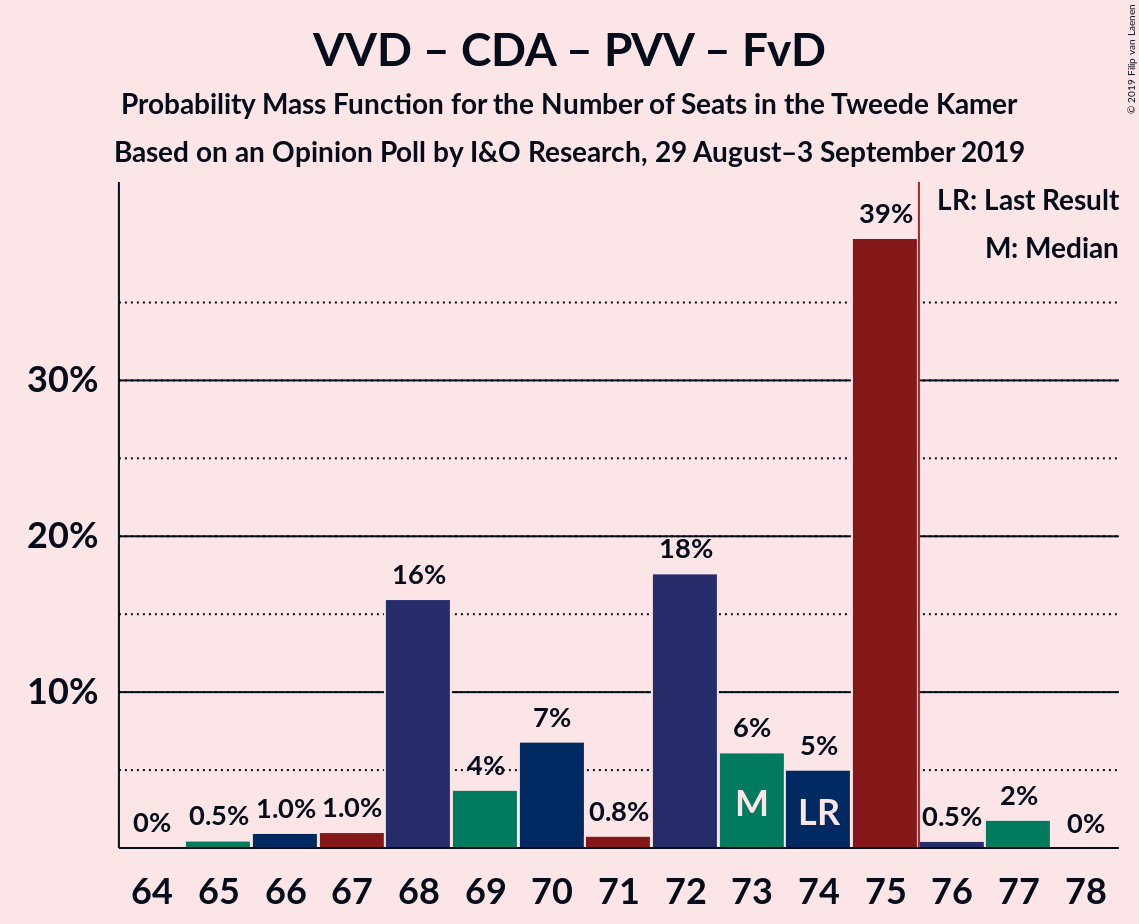 VVD – CDA – PVV – FvD
Probability Mass Function for the Number of Seats in the Tweede Kamer
Based on an Opinion Poll by I&O Research, 29 August–3 September 2019
© 2019 Filip van Laenen
LR: Last Result
M: Median
39%
30%
20%
18%
16%
10%
7%
6%
5%
4%
2%
0%
0.5%
1.0%
1.0%
0.8%
0.5%
0%
M
LR
64 65 66 67 68 69 70 71 72 73 74 75 76 77 78